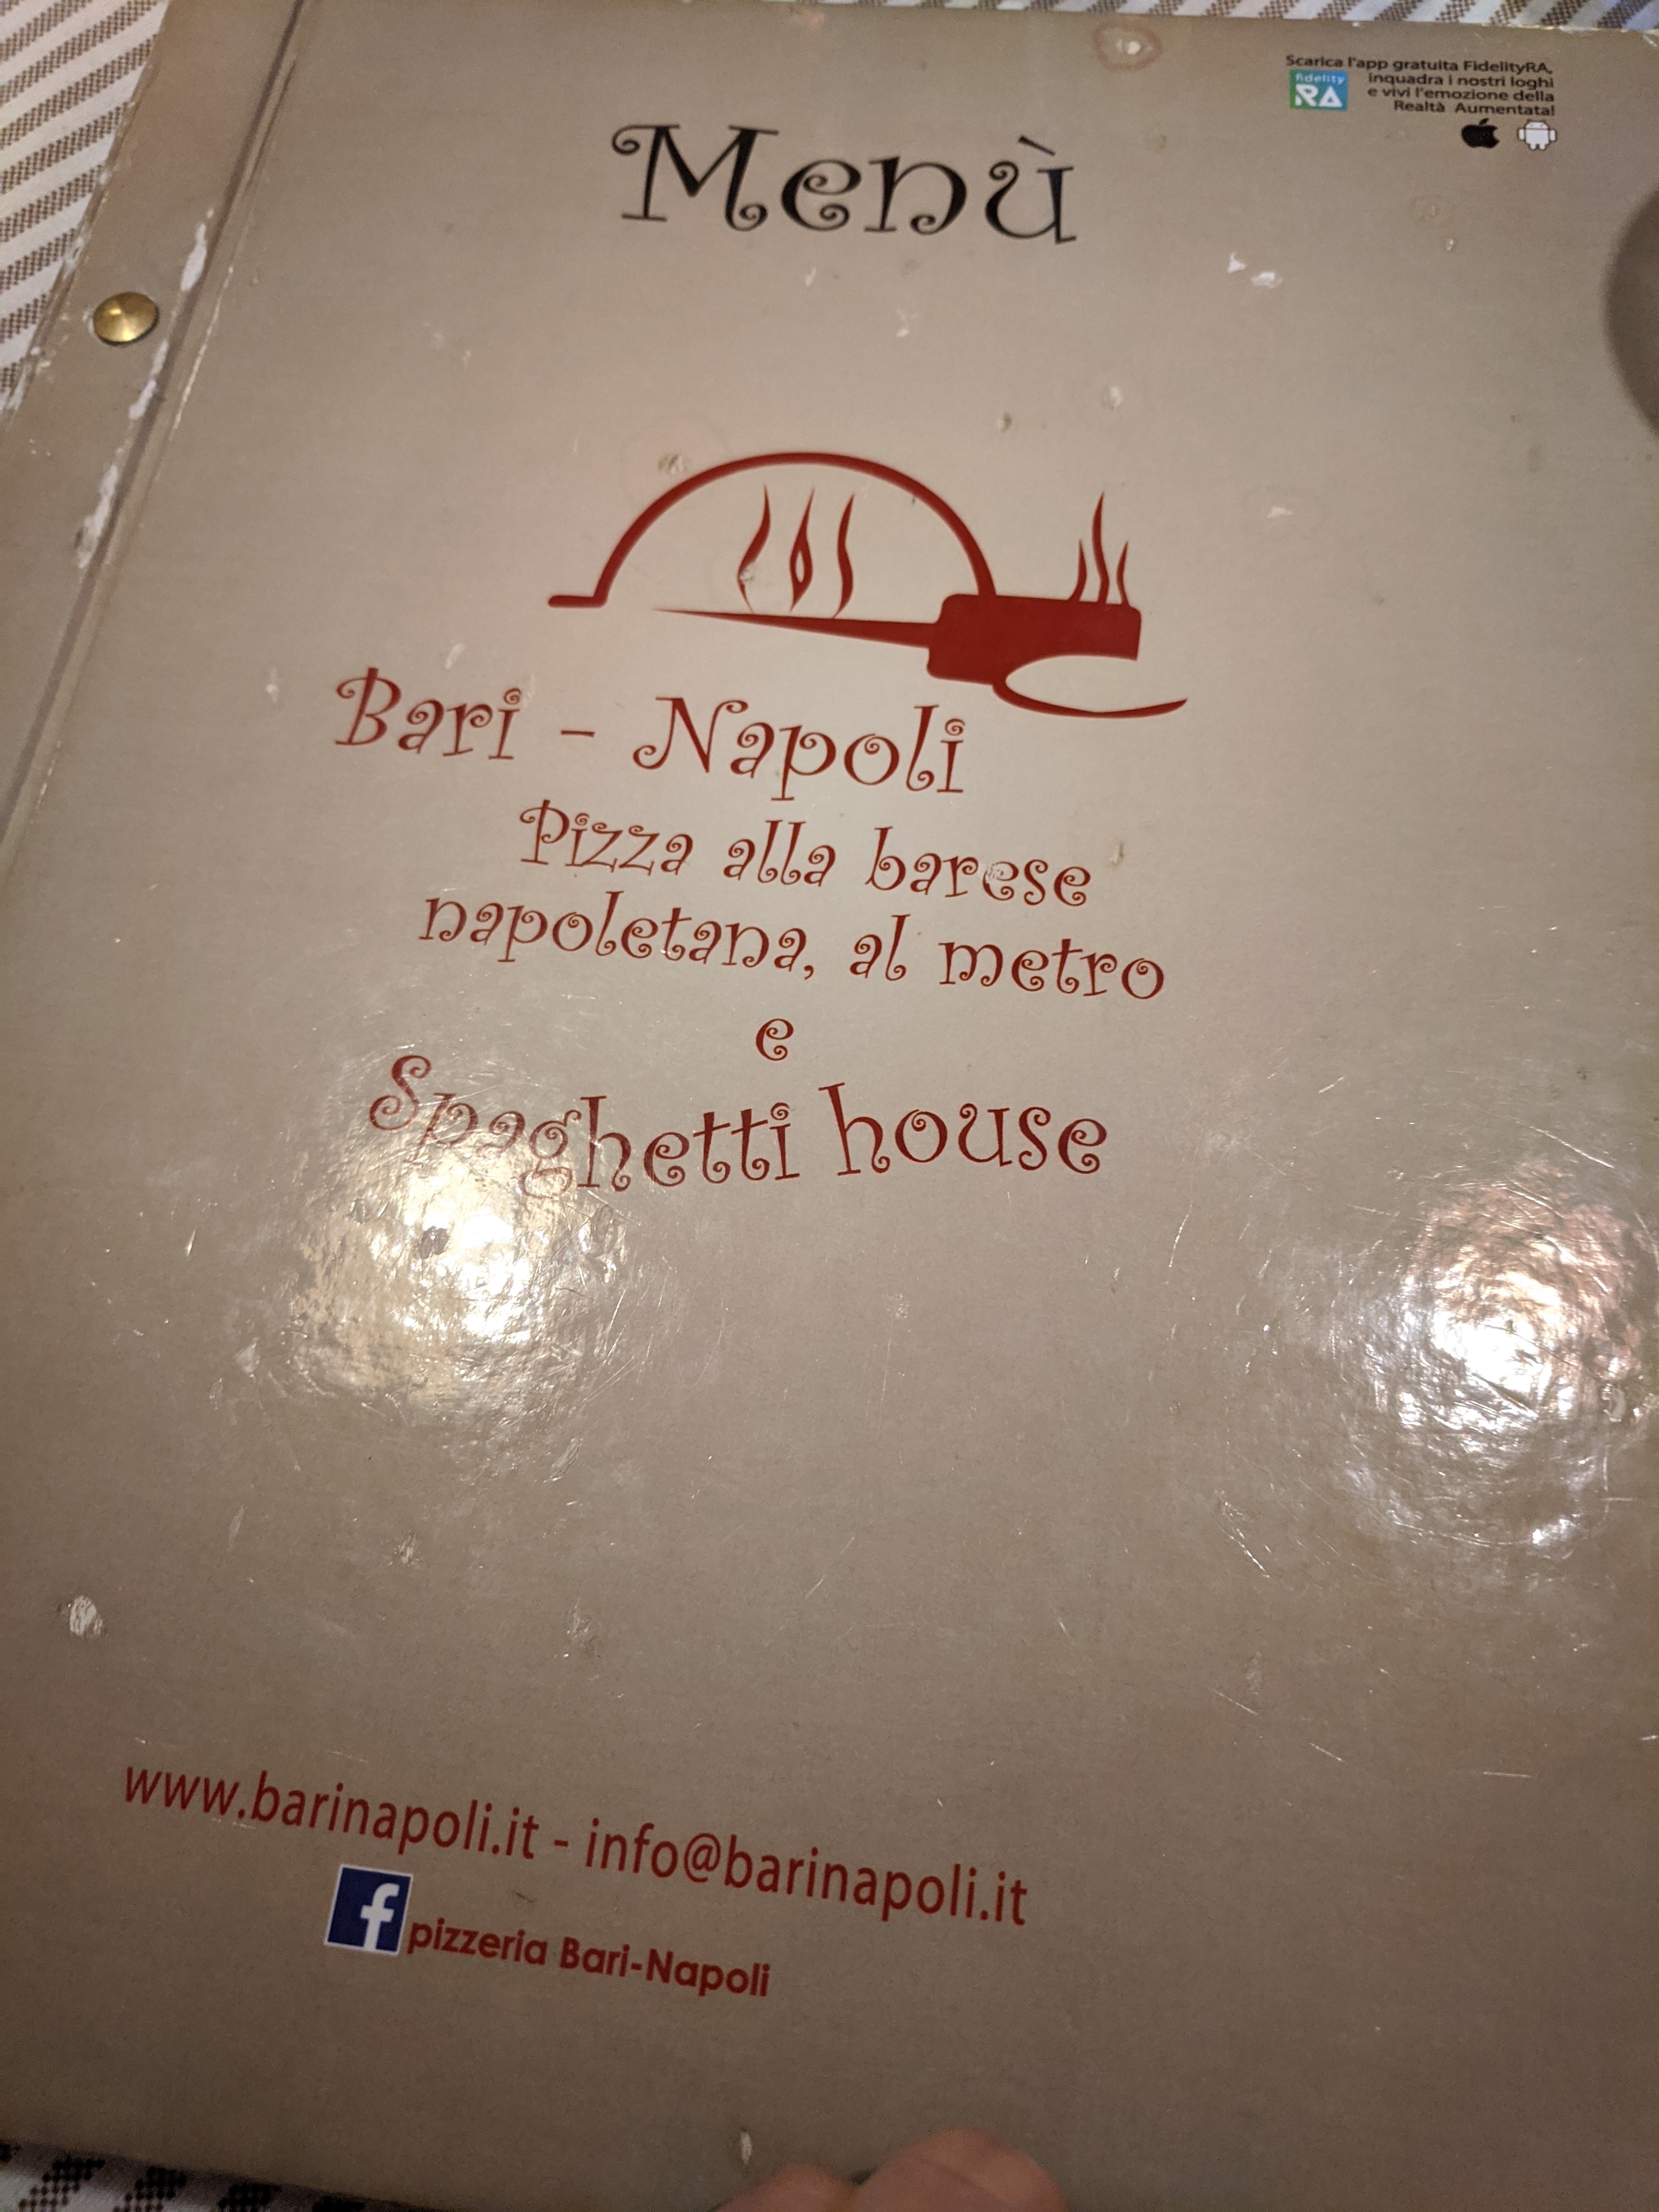 Scarica l'app gratuita FidelityRA,
inquadra i nostri loghi
e vivi l'emozione della
Realtà Aumentata!
fidelity
RA
Menù
Bari - Napoli
Pizza alla barese
napoletana, al metro
e
Spaghetti house
www.barinapoli.it - info@barinapoli.it
f pizzeria Bari-Napoli